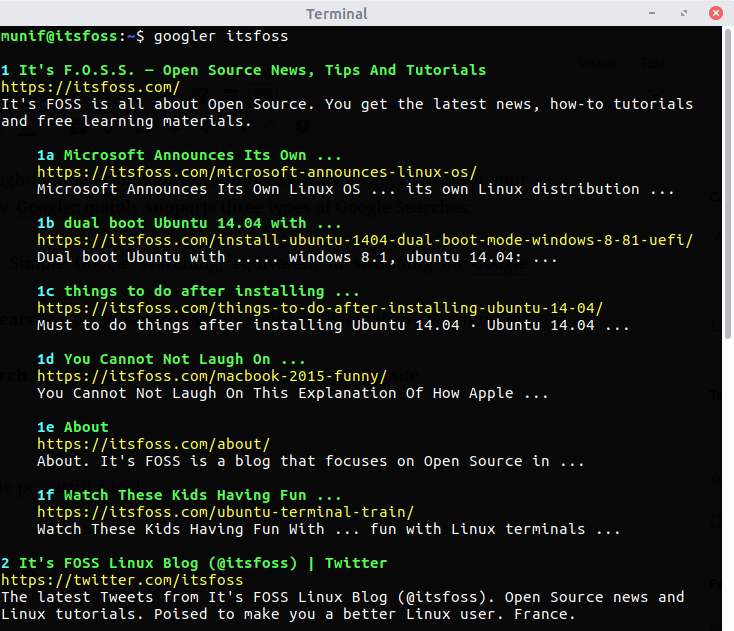 Terminal
munif@itsfoss:~$ googler itsfoss
1 It's F.O.S.S. — Open Source News, Tips And Tutorials
https://itsfoss.com/
It's FOSS is all about Open Source. You get the latest news, how-to tutorials
and free learning materials.
1a Microsoft Announces Its Own ...
https://itsfoss.com/microsoft-announces-linux-os/
Microsoft Announces Its Own Linux OS ... its own Linux distribution ...
1b dual boot Ubuntu 14.04 with ...
https://itsfoss.com/install-ubuntu-1404-dual-boot-mode-windows-8-81-uefi/
Dual boot Ubuntu with ..... windows 8.1, ubuntu 14.04: ...
1c things to do after installing ...
https://itsfoss.com/things-to-do-after-installing-ubuntu-14-04/
Must to do things after installing Ubuntu 14.04 · Ubuntu 14.04 ...
1d You Cannot Not Laugh On ...
https://itsfoss.com/macbook-2015-funny/
You Cannot Not Laugh On This Explanation Of How Apple ...
1e About
https://itsfoss.com/about/
About. It's FOSS is a blog that focuses on Open Source in ...
1f Watch These Kids Having Fun ...
https://itsfoss.com/ubuntu-terminal-train/
Watch These Kids Having Fun With ... fun with Linux terminals ...
2 It's FOSS Linux Blog (@itsfoss) | Twitter
https://twitter.com/itsfoss
The latest Tweets from It's FOSS Linux Blog (@itsfoss). Open Source news and
Linux tutorials. Poised to make you a better Linux user. France.